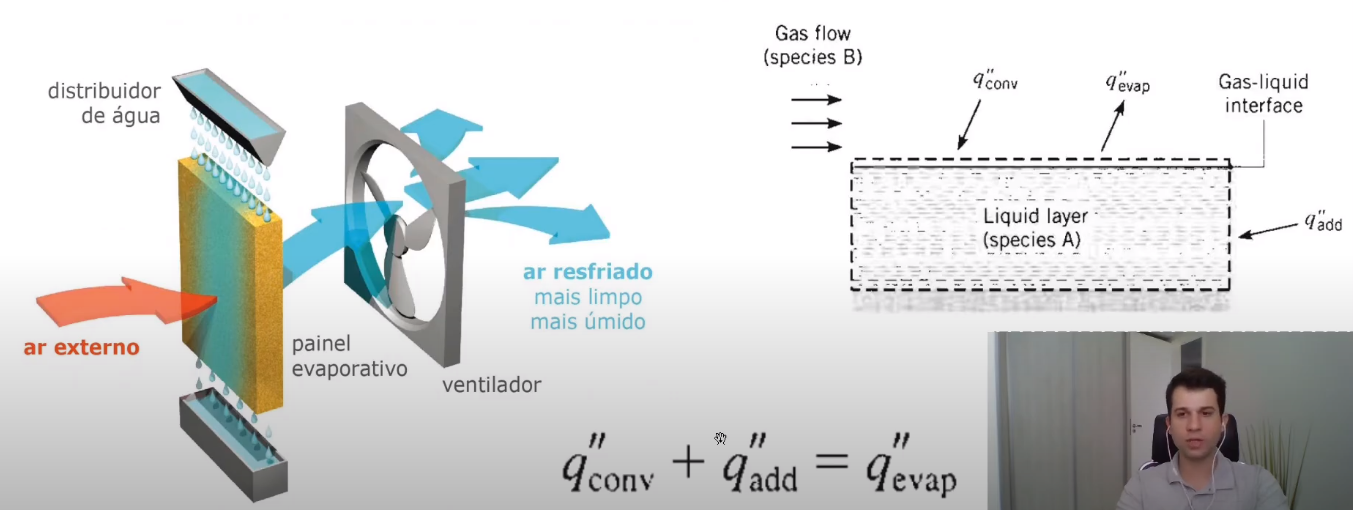 distribuidor
de água
ar externo
painel
evaporativo
ventilador
ar resfriado
mais limpo
mais úmido
Gas flow
(species B)
q″conv
q″evap
Gas-liquid
interface
Liquid layer
(species A)
q″add
q″conv + q″add = q″evap